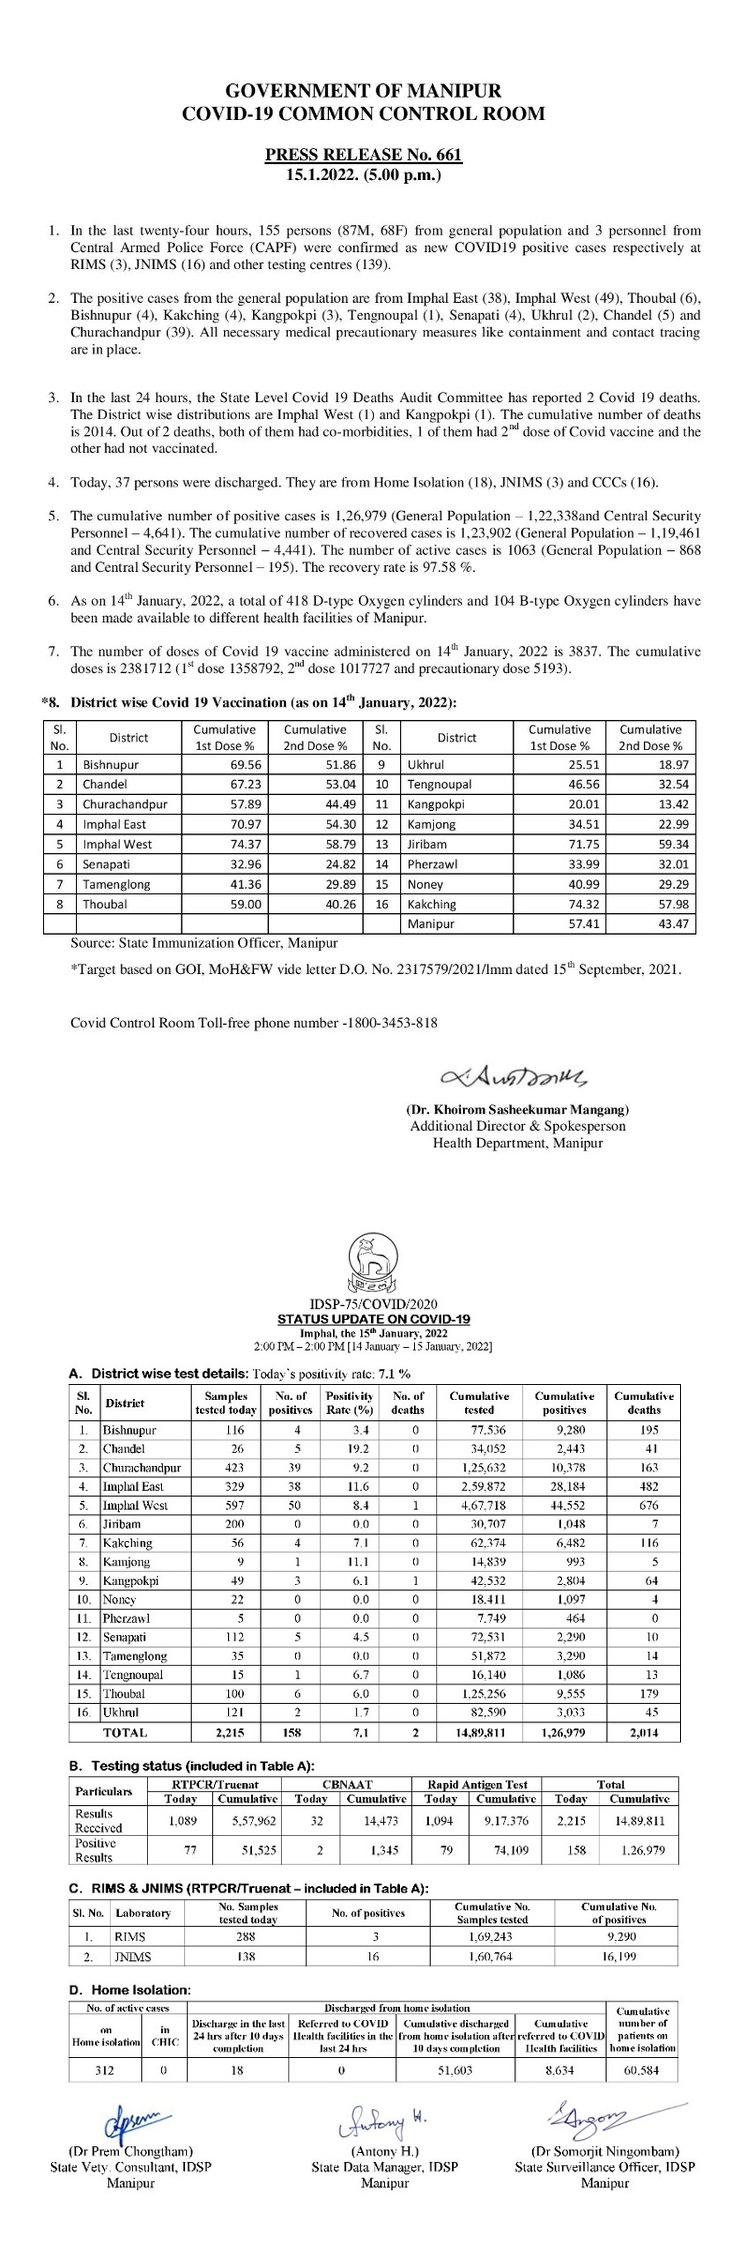 GOVERNMENT OF MANIPUR
COVID-19 COMMON CONTROL ROOM
PRESS RELEASE No. 661
15.1.2022. (5.00 p.m.)
1. In the last twenty-four hours, 155 persons (87M, 68F) from general population and 3 personnel from
Central Armed Police Force (CAPF) were confirmed as new COVID19 positive cases respectively at
RIMS (3), JNIMS (16) and other testing centres (139).
2. The positive cases from the general population are from Imphal East (38), Imphal West (49), Thoubal (6),
Bishnupur (4), Kakching (4), Kangpokpi (3), Tengnoupal (1), Senapati (4), Ukhrul (2), Chandel (5) and
Churachandpur (39). All necessary medical precautionary measures like containment and contact tracing
are in place.
3. In the last 24 hours, the State Level Covid 19 Deaths Audit Committee has reported 2 Covid 19 deaths.
The District wise distributions are Imphal West (1) and Kangpokpi (1). The cumulative number of deaths
is 2014. Out of 2 deaths, both of them had co-morbidities, 1 of them had 2nd dose of Covid vaccine and the
other had not vaccinated.
4. Today, 37 persons were discharged. They are from Home Isolation (18), JNIMS (3) and CCCs (16).
5. The cumulative number of positive cases is 1,26,979 (General Population – 1,22,338and Central Security
Personnel – 4,641). The cumulative number of recovered cases is 1,23,902 (General Population – 1,19,461
and Central Security Personnel – 4,441). The number of active cases is 1063 (General Population – 868
and Central Security Personnel – 195). The recovery rate is 97.58 %.
6. As on 14th January, 2022, a total of 418 D-type Oxygen cylinders and 104 B-type Oxygen cylinders have
been made available to different health facilities of Manipur.
7. The number of doses of Covid 19 vaccine administered on 14th January, 2022 is 3837. The cumulative
doses is 2381712 (1st dose 1358792, 2nd dose 1017727 and precautionary dose 5193).
*8. District wise Covid 19 Vaccination (as on 14th January, 2022):
Sl. No. District Cumulative 1st Dose % Cumulative 2nd Dose % Sl. No. District Cumulative 1st Dose % Cumulative 2nd Dose %
1 Bishnupur 69.56 51.86 9 Ukhrul 25.51 18.97
2 Chandel 67.23 53.04 10 Tengnoupal 46.56 32.54
3 Churachandpur 57.89 44.49 11 Kangpokpi 20.01 13.42
4 Imphal East 70.97 54.30 12 Kamjong 34.51 22.99
5 Imphal West 74.37 58.79 13 Jiribam 71.75 59.34
6 Senapati 32.96 24.82 14 Pherzawl 33.99 32.01
7 Tamenglong 41.36 29.89 15 Noney 40.99 29.29
8 Thoubal 59.00 40.26 16 Kakching 74.32 57.98
Manipur 57.41 43.47
Source: State Immunization Officer, Manipur
*Target based on GOI, MoH&FW vide letter D.O. No. 2317579/2021/Imm dated 15th September, 2021.
Covid Control Room Toll-free phone number -1800-3453-818
(Dr. Khoirom Sasheekumar Mangang)
Additional Director & Spokesperson
Health Department, Manipur
IDSP-75/COVID/2020
STATUS UPDATE ON COVID-19
Imphal, the 15th January, 2022
2:00 PM – 2:00 PM [14 January – 15 January, 2022]
A. District wise test details: Today's positivity rate: 7.1 %
Sl. No. District Samples tested today No. of positives Positivity Rate (%) No. of deaths Cumulative tested Cumulative positives Cumulative deaths
1. Bishnupur 116 4 3.4 0 77,536 9,280 195
2. Chandel 26 5 19.2 0 34,052 2,443 41
3. Churachandpur 423 39 9.2 0 1,25,632 10,378 163
4. Imphal East 329 38 11.6 0 2,59,872 28,184 482
5. Imphal West 597 50 8.4 1 4,67,718 44,552 676
6. Jiribam 200 0 0.0 0 30,707 1,048 7
7. Kakching 56 4 7.1 0 62,374 6,482 116
8. Kamjong 9 1 11.1 0 14,839 993 5
9. Kangpokpi 49 3 6.1 1 42,532 2,804 64
10. Noney 22 0 0.0 0 18,411 1,097 4
11. Pherzawl 5 0 0.0 0 7,749 464 0
12. Senapati 112 5 4.5 0 72,531 2,290 10
13. Tamenglong 35 0 0.0 0 51,872 3,290 14
14. Tengnoupal 15 1 6.7 0 16,140 1,086 13
15. Thoubal 100 6 6.0 0 1,25,256 9,555 179
16. Ukhrul 121 2 1.7 0 82,590 3,033 45
TOTAL 2,215 158 7.1 2 14,89,811 1,26,979 2,014
B. Testing status (included in Table A):
Particulars RTPCR/Truenat CBNAAT Rapid Antigen Test Total
Today Cumulative Today Cumulative Today Cumulative Today Cumulative
Results Received 1,089 5,57,962 32 14,473 1,094 9,17,376 2,215 14,89,811
Positive Results 77 51,525 2 1,345 79 74,109 158 1,26,979
C. RIMS & JNIMS (RTPCR/Truenat – included in Table A):
Sl. No. Laboratory No. Samples tested today No. of positives Cumulative No. Samples tested Cumulative No. of positives
1. RIMS 288 3 1,69,243 9,290
2. JNIMS 138 16 1,60,764 16,199
D. Home Isolation:
No. of active cases Discharged from home isolation Cumulative number of patients on home isolation
on Home isolation in CHIC Discharge in the last 24 hrs after 10 days completion Referred to COVID Health facilities in the last 24 hrs Cumulative discharged from home isolation after 10 days completion Cumulative referred to COVID Health facilities
312 0 18 0 51,603 8,634 60,584
Antony H.
(Dr Prem Chongtham) (Antony H.) (Dr Somorjit Ningombam)
State Vety. Consultant, IDSP State Data Manager, IDSP State Surveillance Officer, IDSP
Manipur Manipur Manipur